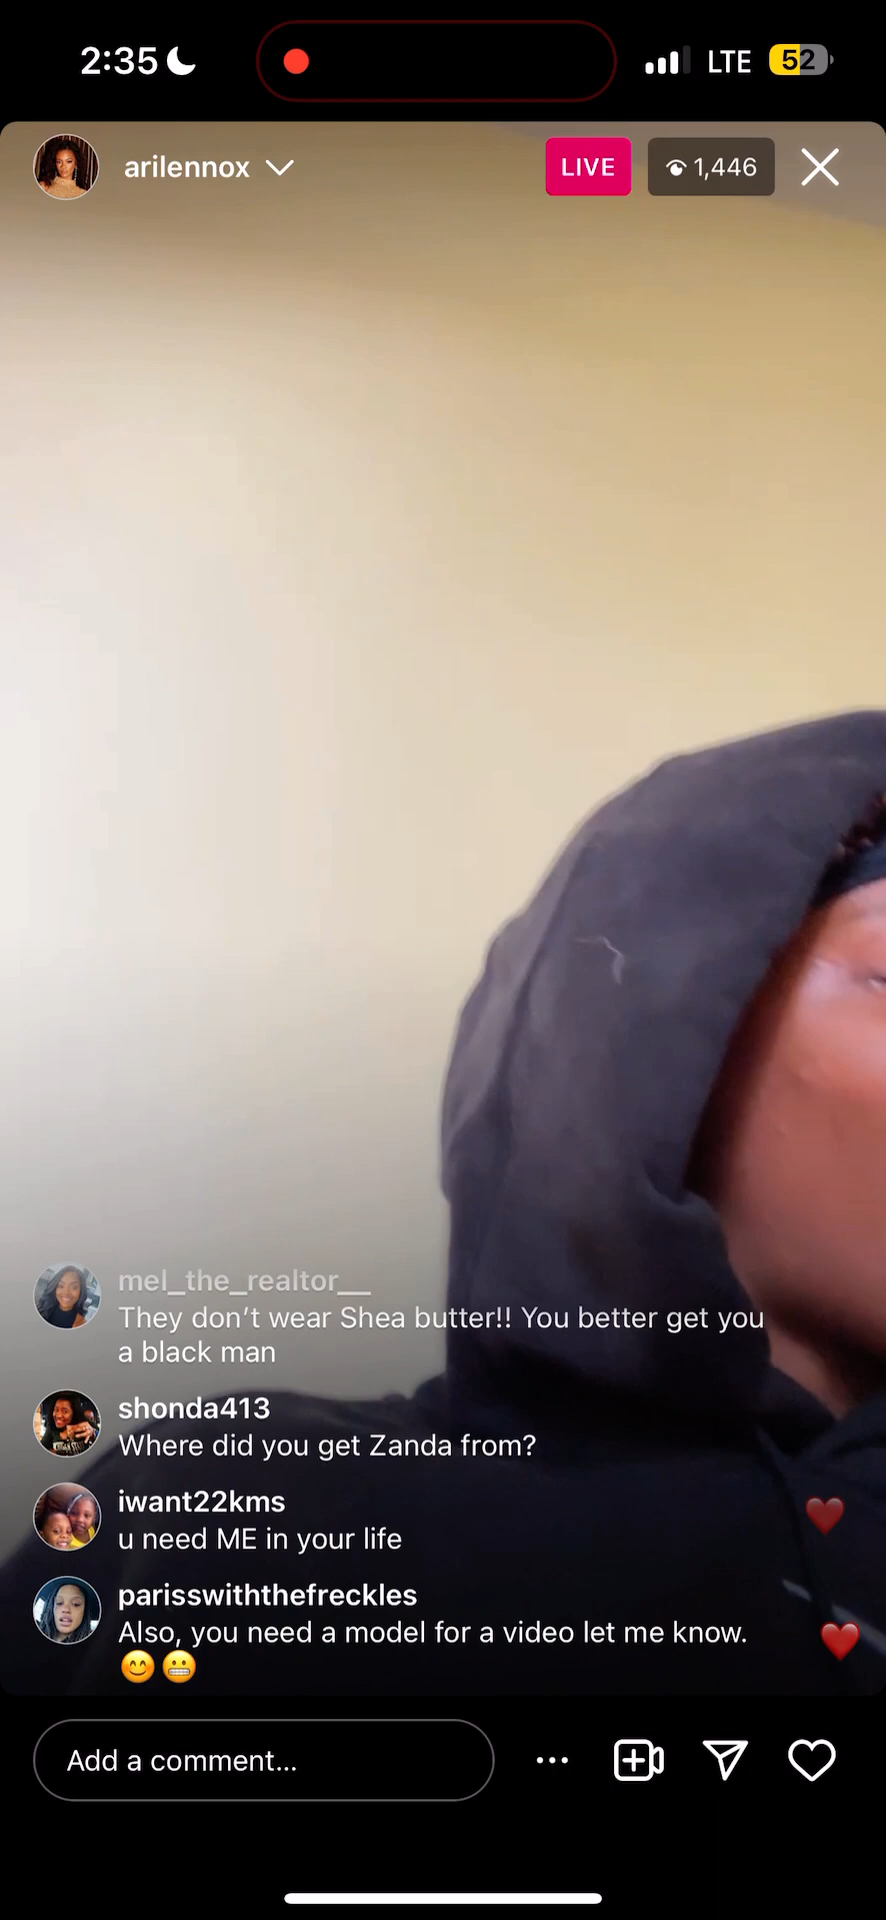 2:35
LTE
52
arilennox
LIVE
1,446
mel_the_realtor__
They don’t wear Shea butter!! You better get you
a black man
shonda413
Where did you get Zanda from?
iwant22kms
u need ME in your life
parisswiththefreckles
Also, you need a model for a video let me know.
😊😬
Add a comment...